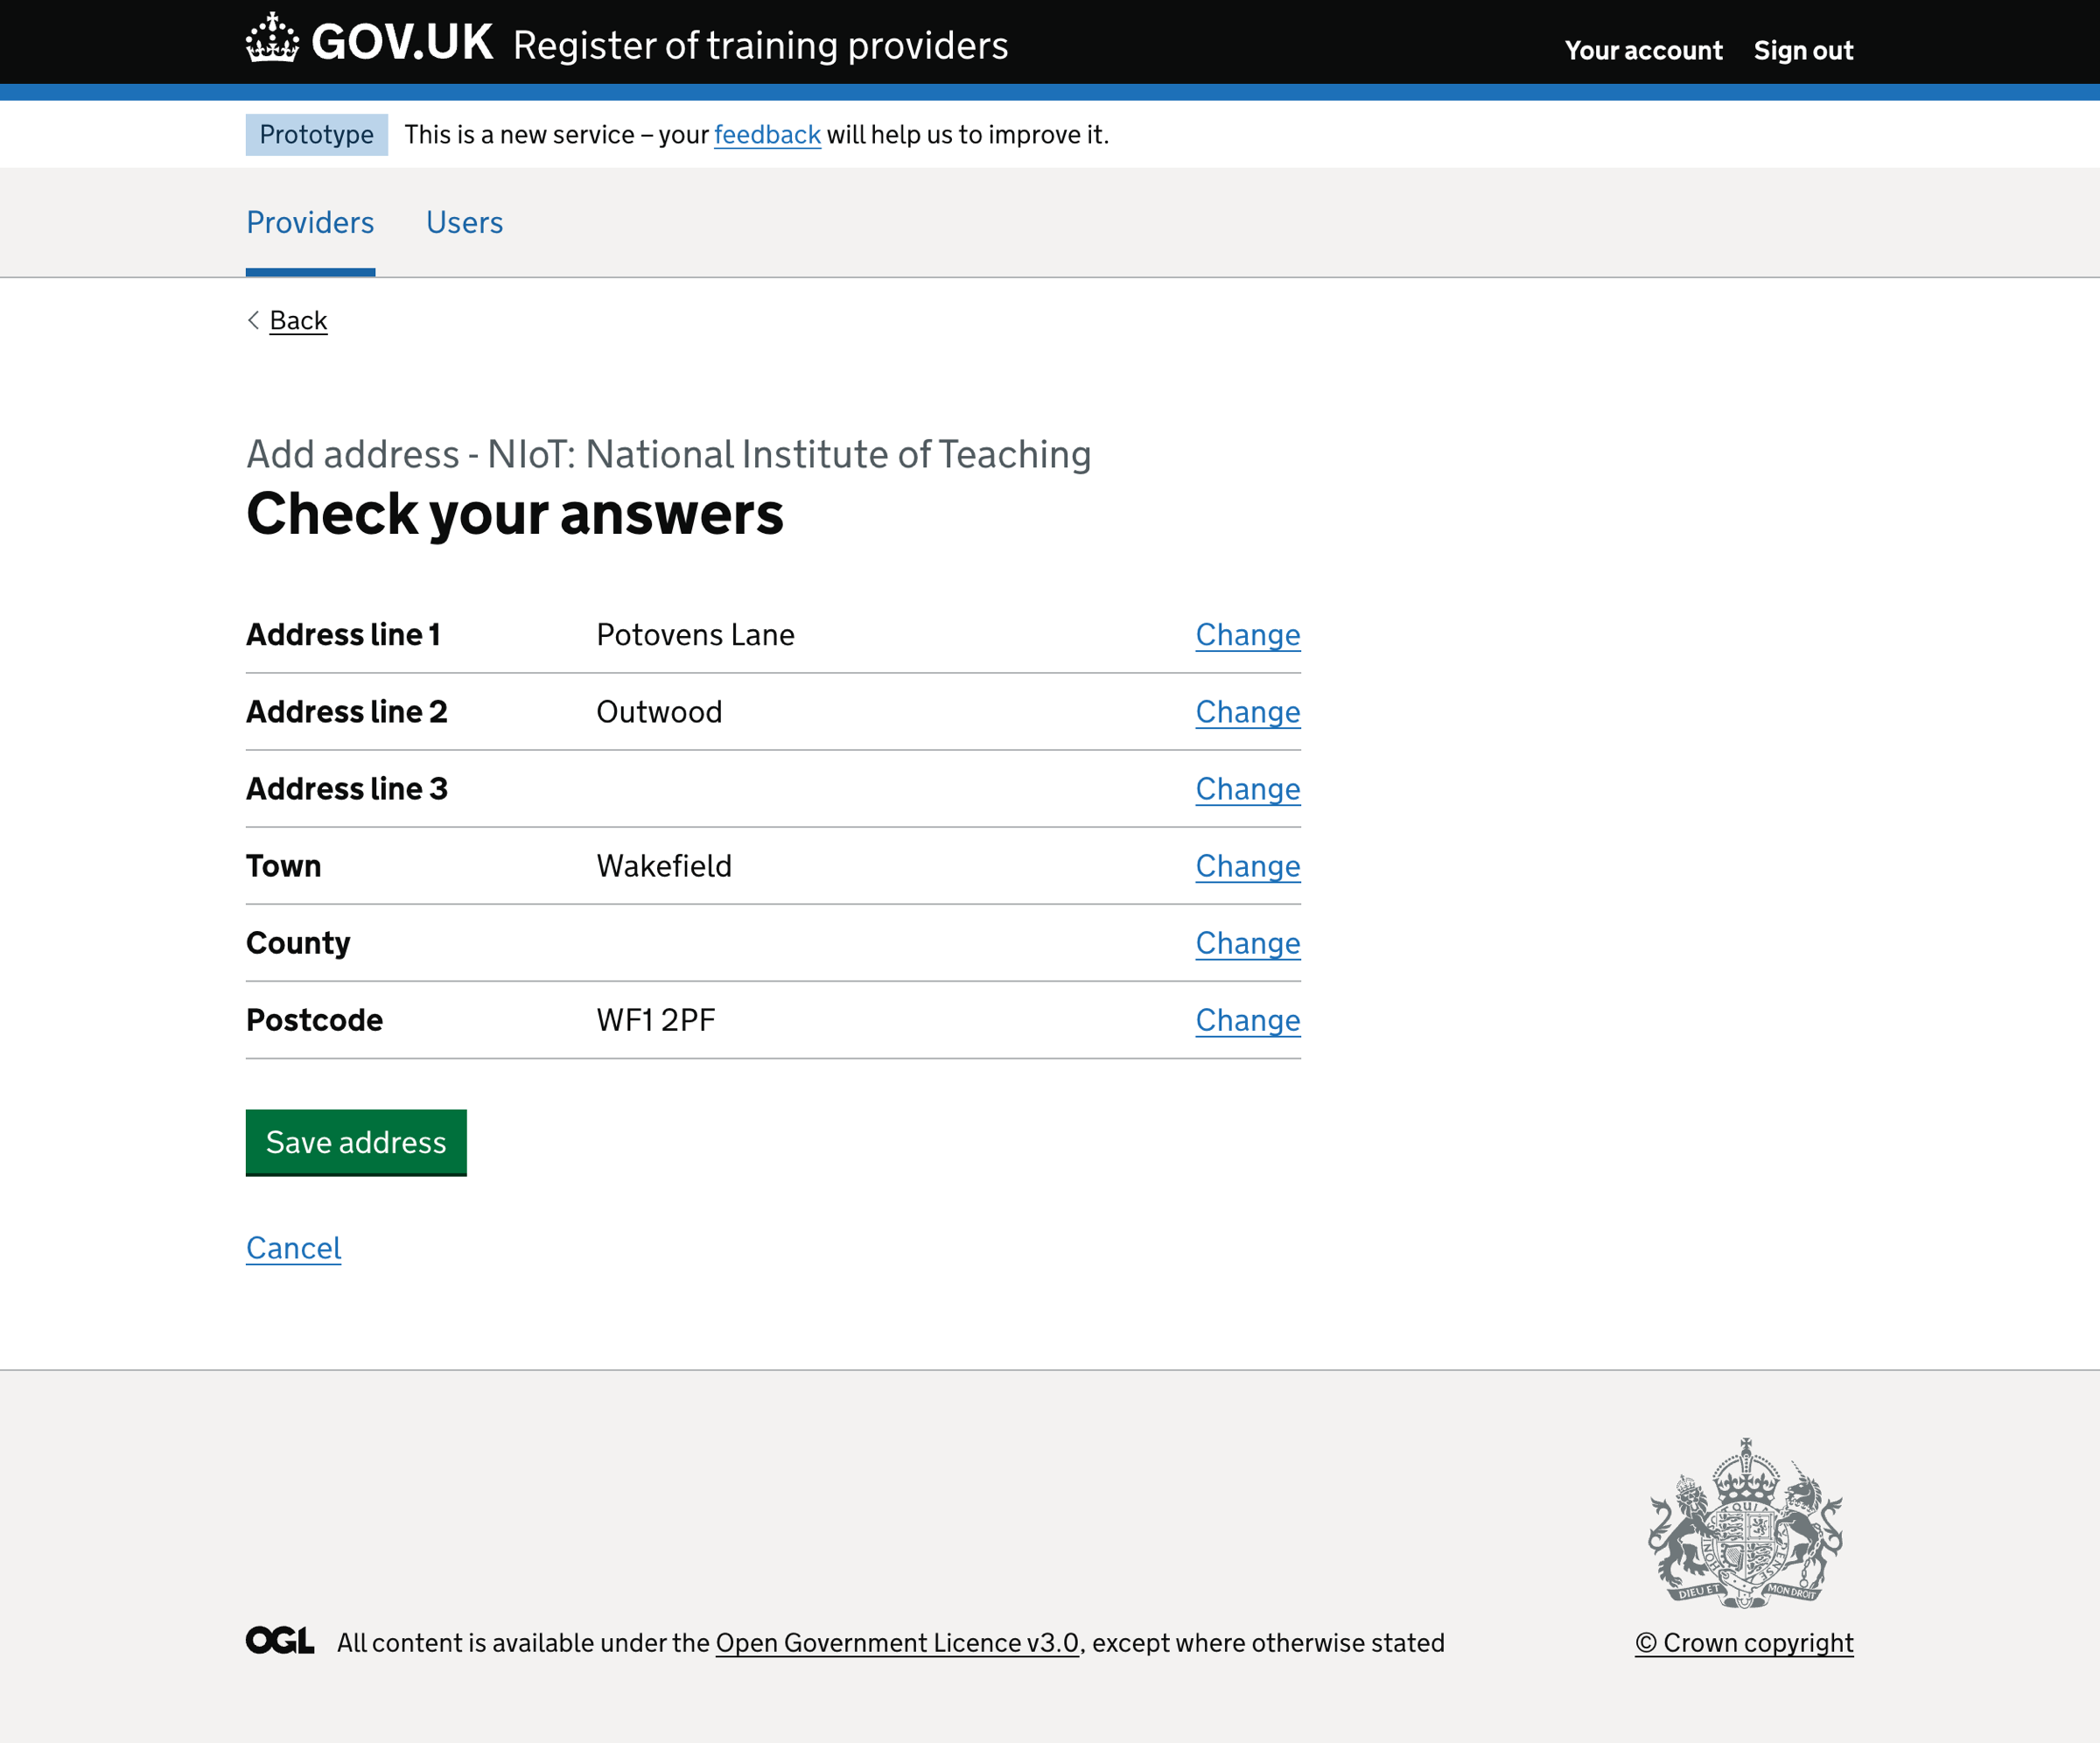 GOV.UK Register of training providers
Your account Sign out
Prototype This is a new service – your feedback will help us to improve it.
Providers Users
Back
Add address - NIoT: National Institute of Teaching
Check your answers
Address line 1 Potovens Lane Change
Address line 2 Outwood Change
Address line 3 Change
Town Wakefield Change
County Change
Postcode WF1 2PF Change
Save address
Cancel
QUI
HONI
DIEU ET MON DROIT
OGL All content is available under the Open Government Licence v3.0, except where otherwise stated
© Crown copyright